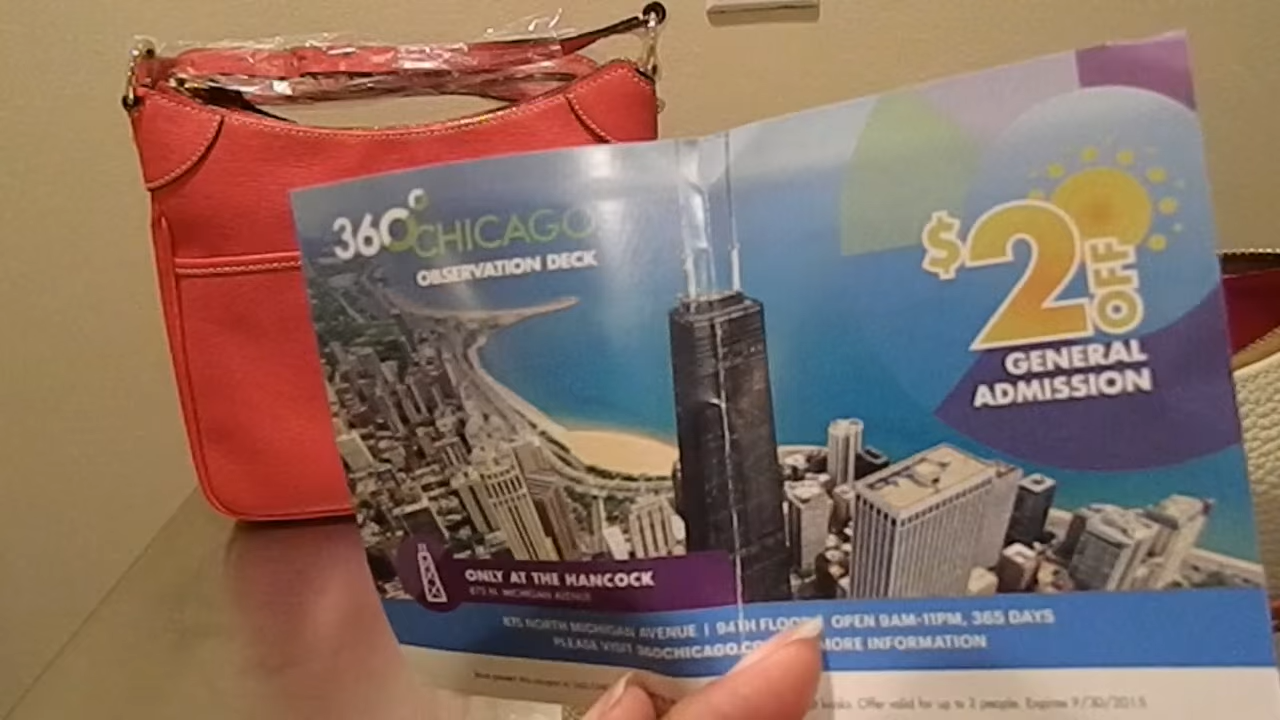 360° CHICAGO
OBSERVATION DECK
$2 OFF
GENERAL
ADMISSION
ONLY AT THE HANCOCK
875 N. MICHIGAN AVENUE
875 NORTH MICHIGAN AVENUE | 94TH FLOOR | OPEN 9AM-11PM, 365 DAYS
PLEASE VISIT 360CHICAGO.CO MORE INFORMATION
Offer valid for up to 2 people. Expires 9/30/2015